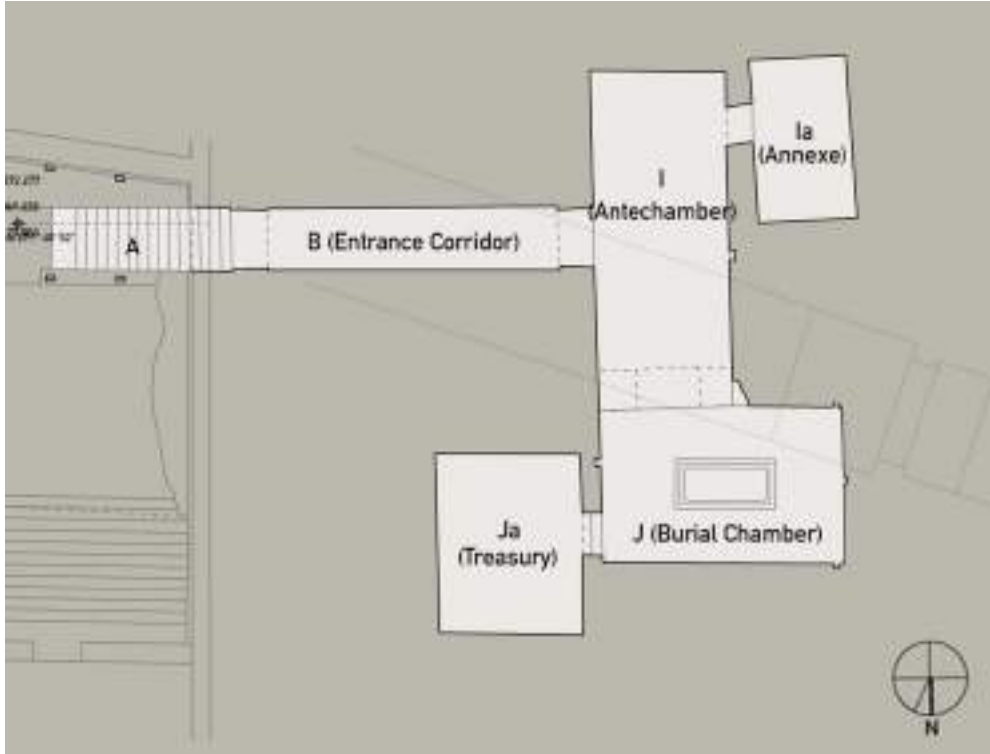 Ia
(Annexe)
I
(Antechamber)
A
B (Entrance Corridor)
Ja
(Treasury)
J (Burial Chamber)
N